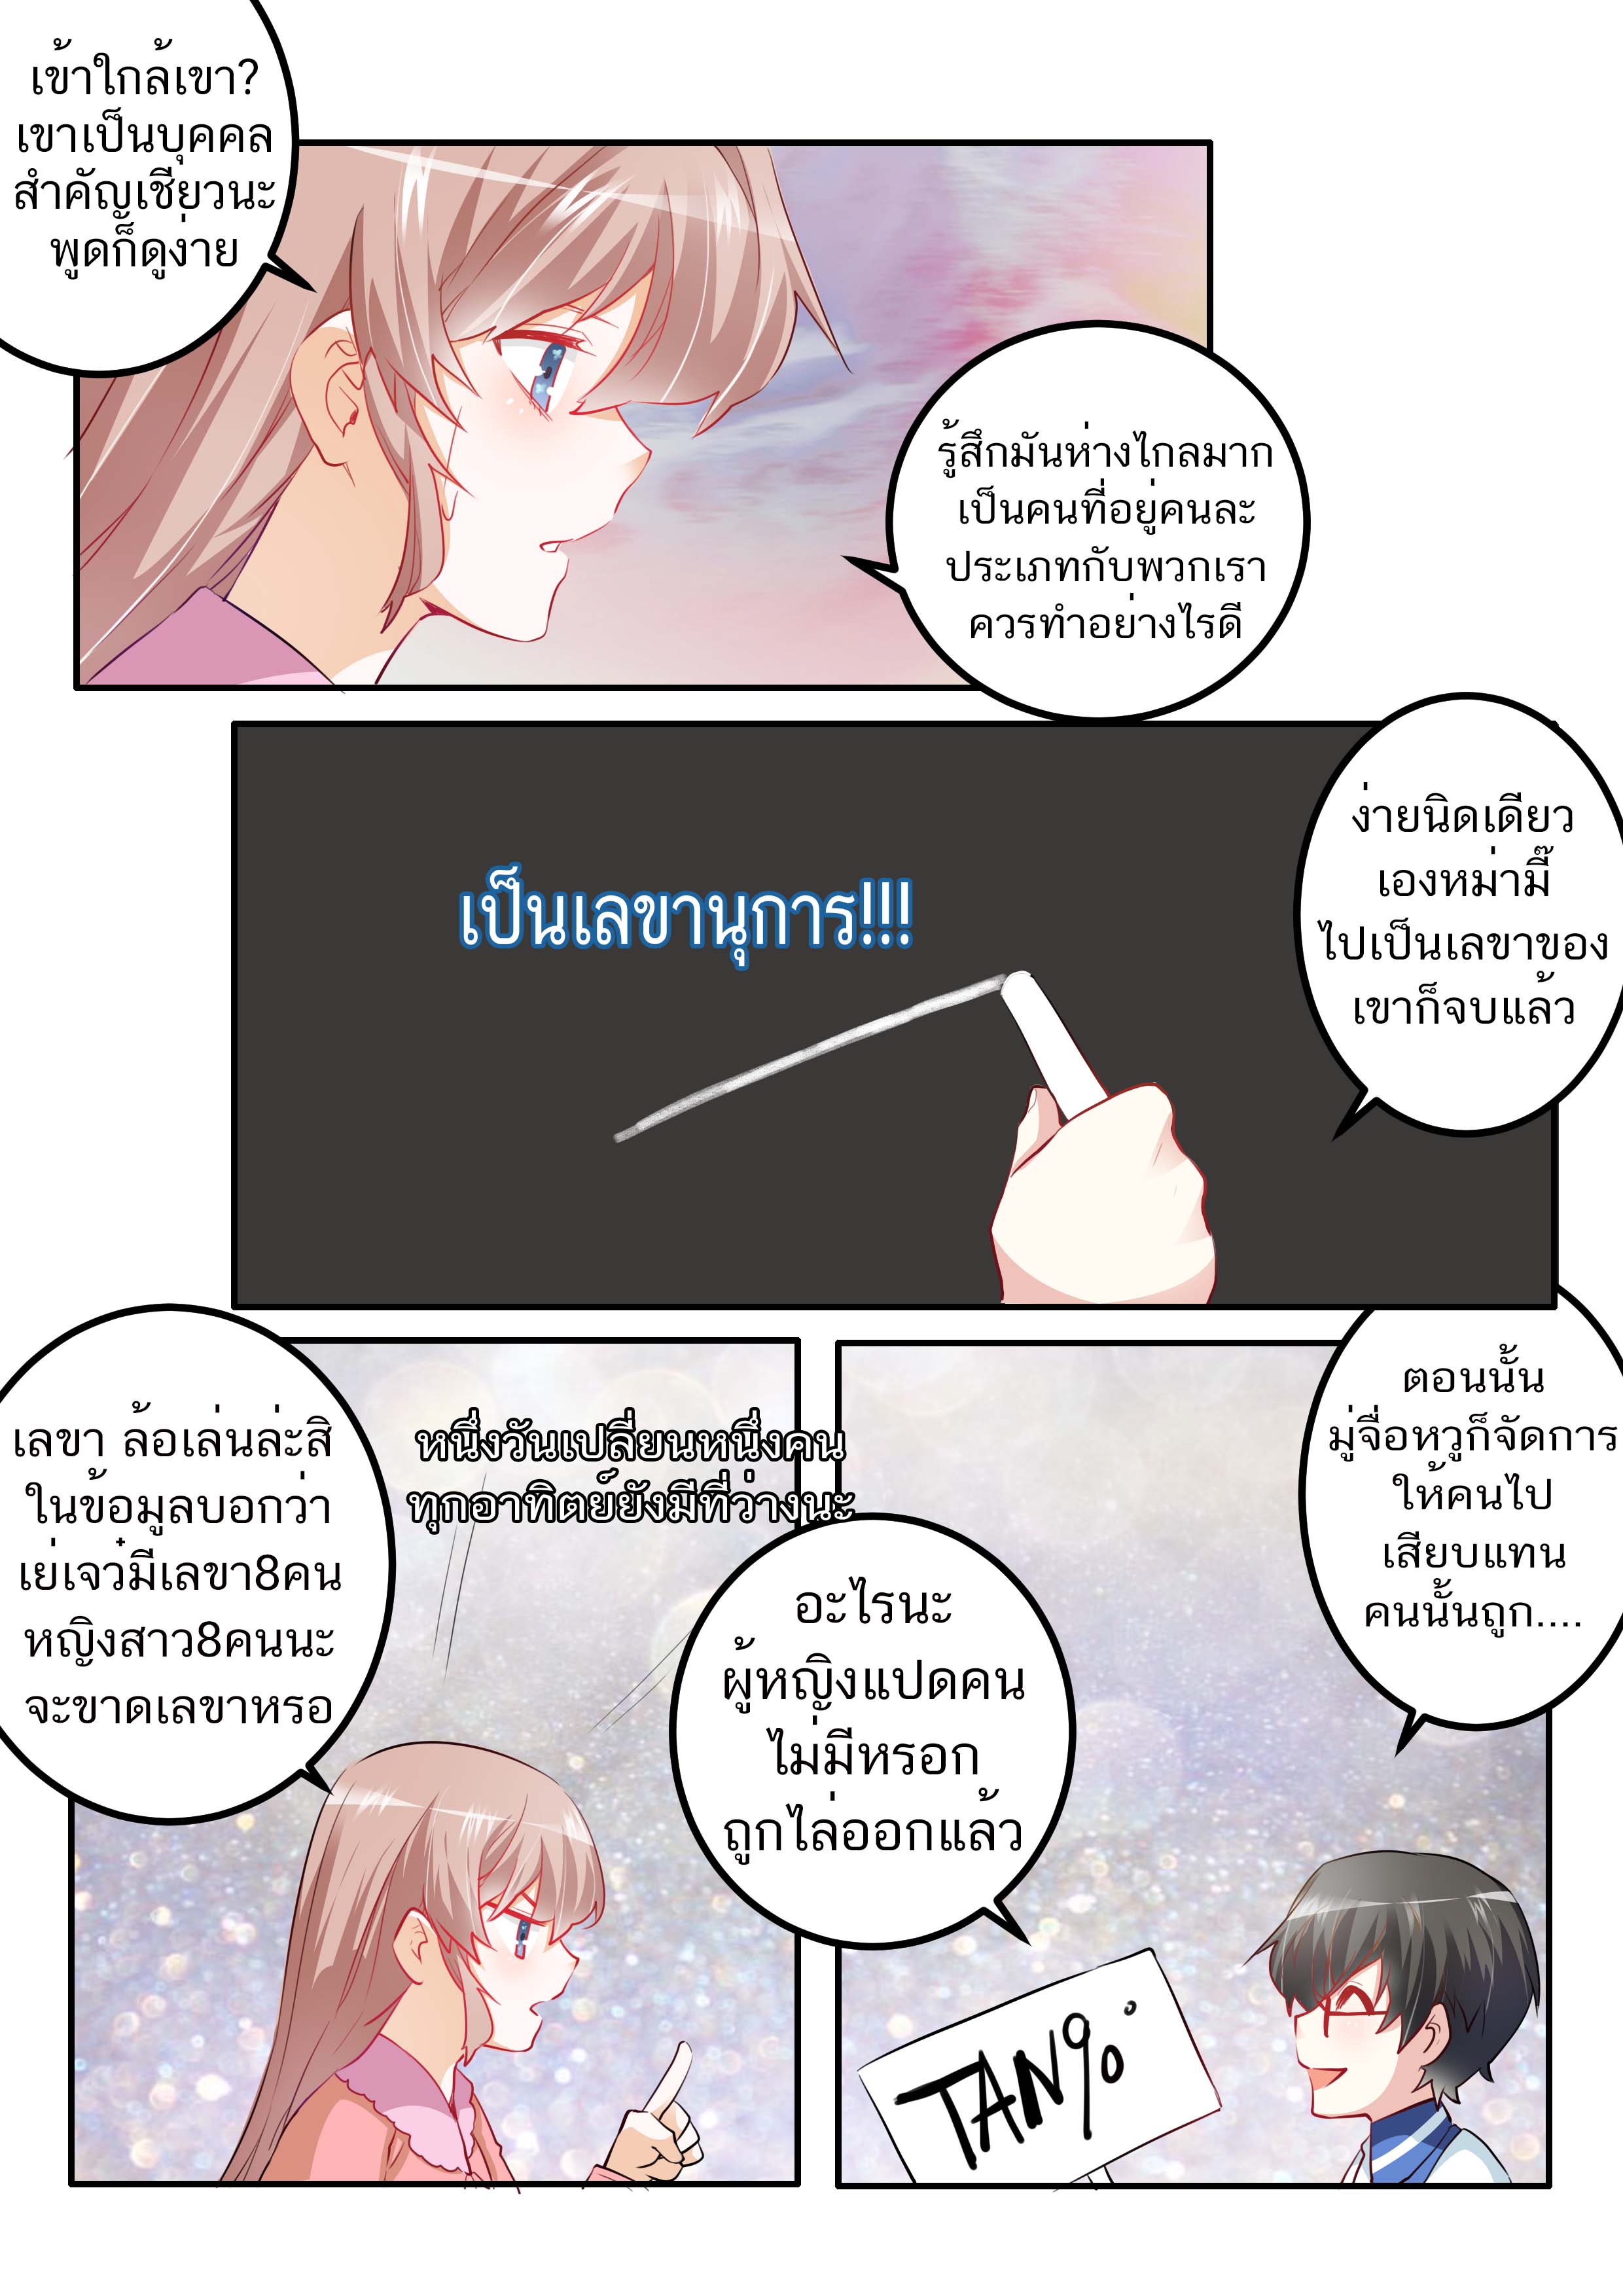 เข้าใกล้เขา?
เขาเป็นบุคคล
สำคัญเชียวนะ
พูดก็ดูง่าย
รู้สึกมันห่างไกลมาก
เป็นคนที่อยู่คนละ
ประเภทกับพวกเรา
ควรทำอย่างไรดี
ง่ายนิดเดียว
เองหม่ามี๊
ไปเป็นเลขาของ
เขาก็จบแล้ว
เป็นเลขานุการ!!!
เลขา ล้อเล่นล่ะสิ
ในข้อมูลบอกว่า
เย่เจว๋มีเลขา8คน
หญิงสาว8คนนะ
จะขาดเลขาหรอ
หนึ่งวันเปลี่ยนหนึ่งคน
ทุกอาทิตย์ยังมีที่ว่างนะ
อะไรนะ
ผู้หญิงแปดคน
ไม่มีหรอก
ถูกไล่ออกแล้ว
ตอนนั้น
มู่จื่อหวูก็จัดการ
ให้คนไป
เสียบแทน
คนนั้นถูก....
TAN90°